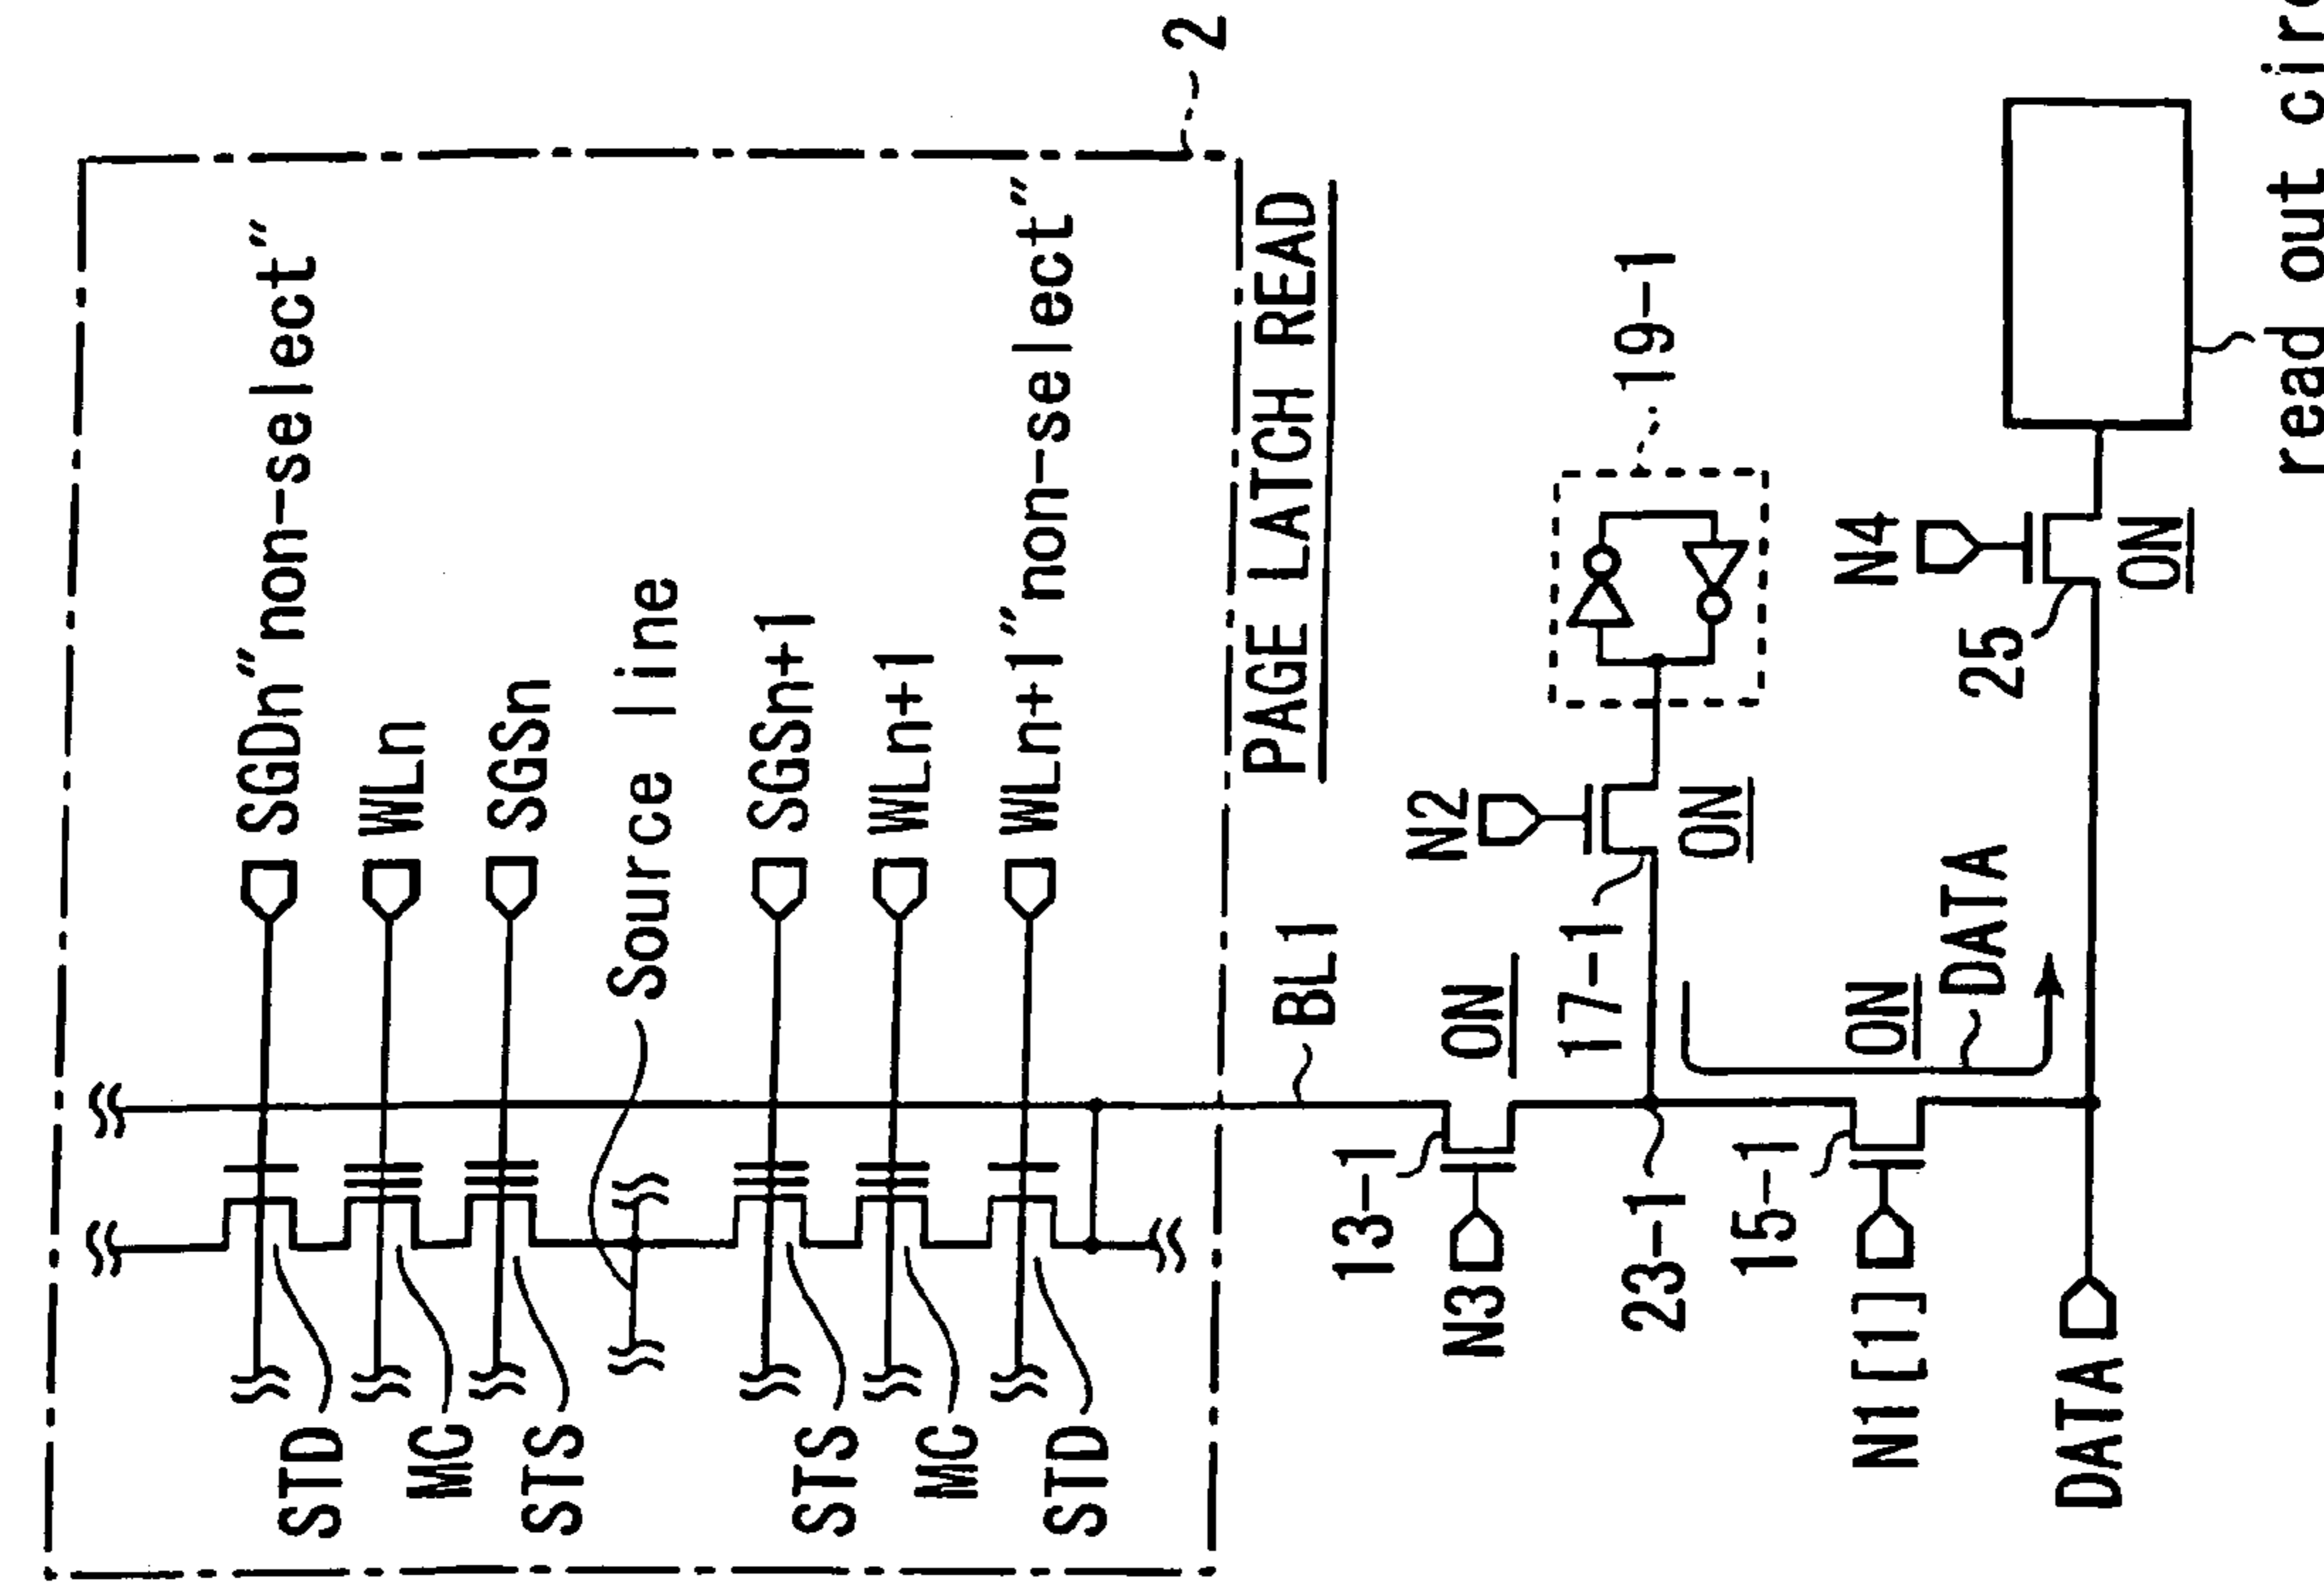 2
SGDn"non-select"
WLn
SGSn
Source line
SGSn+1
WLn+1
WLn+1"non-select"
STD
MC
STS
STS
MC
STD
PAGE LATCH READ
BL1
13-1
N3
ON
23-1
17-1
N2
ON
19-1
15-1
N1[1]
ON
DATA
DATA
25
N4
ON
read out circ